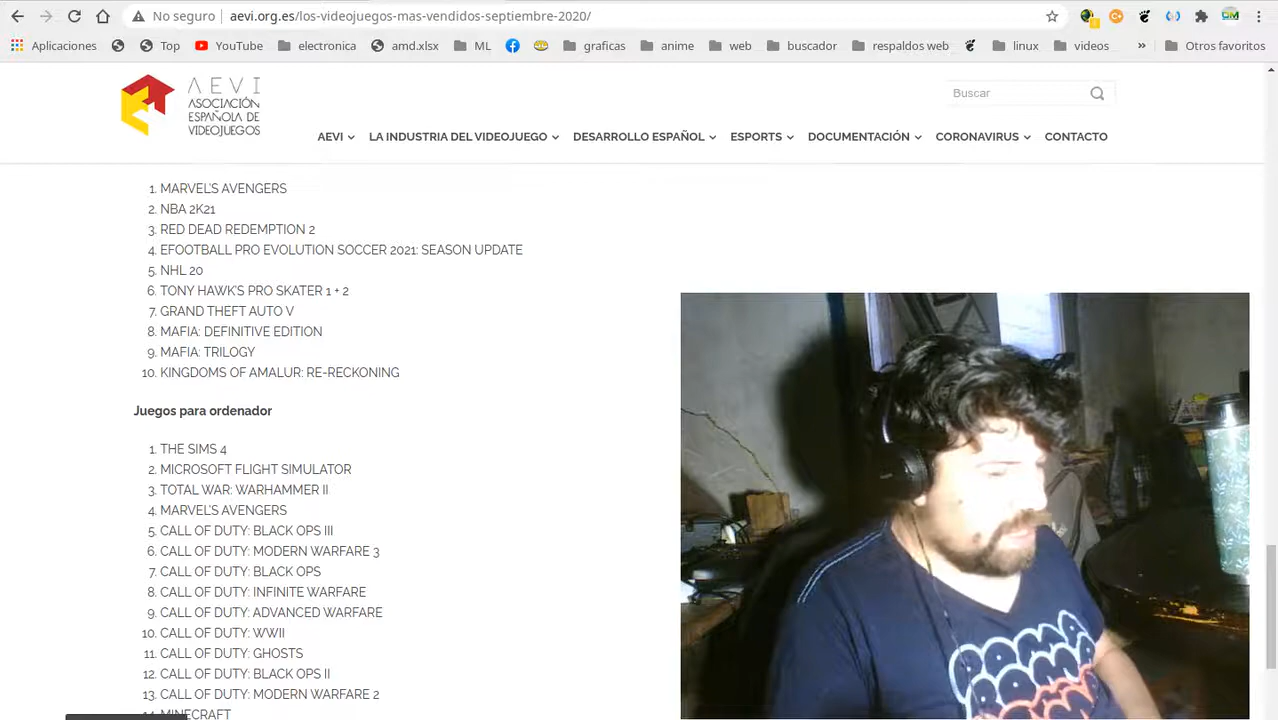 No seguro
aevi.org.es/los-videojuegos-mas-vendidos-septiembre-2020/
Aplicaciones
Top
YouTube
electronica
amd.xlsx
ML
graficas
anime
web
buscador
respaldos web
linux
videos
»
Otros favoritos
AEVI
ASOCIACIÓN
ESPAÑOLA DE
VIDEOJUEGOS
Buscar
AEVI
LA INDUSTRIA DEL VIDEOJUEGO
DESARROLLO ESPAÑOL
ESPORTS
DOCUMENTACIÓN
CORONAVIRUS
CONTACTO
1. MARVEL'S AVENGERS
2. NBA 2K21
3. RED DEAD REDEMPTION 2
4. EFOOTBALL PRO EVOLUTION SOCCER 2021: SEASON UPDATE
5. NHL 20
6. TONY HAWK'S PRO SKATER 1 + 2
7. GRAND THEFT AUTO V
8. MAFIA: DEFINITIVE EDITION
9. MAFIA: TRILOGY
10. KINGDOMS OF AMALUR: RE-RECKONING
Juegos para ordenador
1. THE SIMS 4
2. MICROSOFT FLIGHT SIMULATOR
3. TOTAL WAR: WARHAMMER II
4. MARVEL'S AVENGERS
5. CALL OF DUTY: BLACK OPS III
6. CALL OF DUTY: MODERN WARFARE 3
7. CALL OF DUTY: BLACK OPS
8. CALL OF DUTY: INFINITE WARFARE
9. CALL OF DUTY: ADVANCED WARFARE
10. CALL OF DUTY: WWII
11. CALL OF DUTY: GHOSTS
12. CALL OF DUTY: BLACK OPS II
13. CALL OF DUTY: MODERN WARFARE 2
14. MINECRAFT